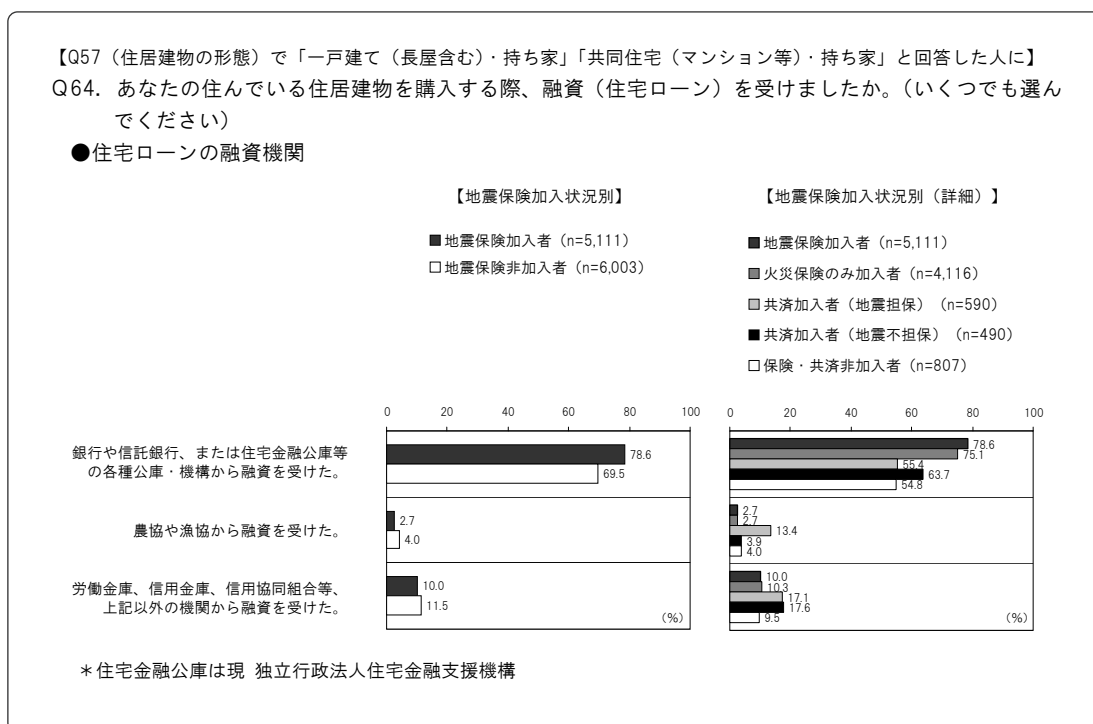 【Q57（住居建物の形態）で「一戸建て（長屋含む）・持ち家」「共同住宅（マンション等）・持ち家」と回答した人に】
Q64．あなたの住んでいる住居建物を購入する際、融資（住宅ローン）を受けましたか。（いくつでも選ん
でください）
●住宅ローンの融資機関
【地震保険加入状況別】
■地震保険加入者（n=5,111）
□地震保険非加入者（n=6,003）
【地震保険加入状況別（詳細）】
■地震保険加入者（n=5,111）
■火災保険のみ加入者（n=4,116）
■共済加入者（地震担保）（n=590）
■共済加入者（地震不担保）（n=490）
□保険・共済非加入者（n=807）
0 20 40 60 80 100
0 20 40 60 80 100
銀行や信託銀行、または住宅金融公庫等
の各種公庫・機構から融資を受けた。
78.6
69.5
78.6
75.1
55.4
63.7
54.8
農協や漁協から融資を受けた。
2.7
4.0
2.7
2.7
13.4
3.9
4.0
労働金庫、信用金庫、信用協同組合等、
上記以外の機関から融資を受けた。
10.0
11.5
(%)
10.0
10.3
17.1
17.6
9.5
(%)
＊住宅金融公庫は現 独立行政法人住宅金融支援機構